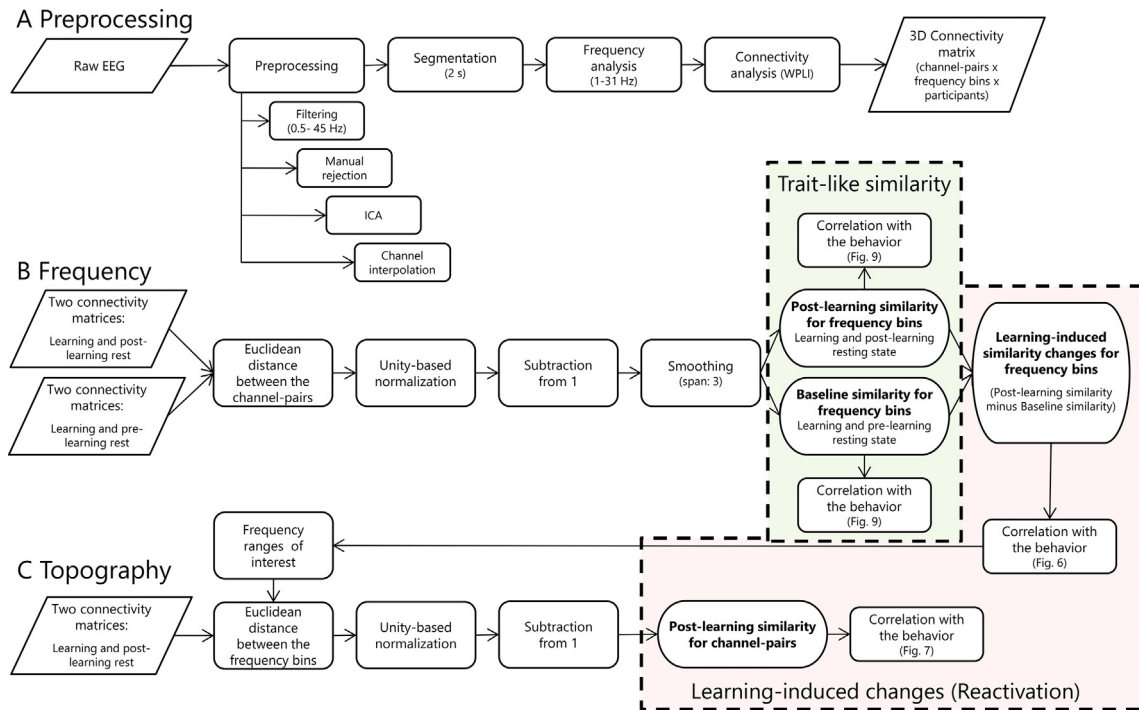 A Preprocessing
Raw EEG
Preprocessing
Segmentation
(2 s)
Frequency
analysis
(1-31 Hz)
Connectivity
analysis (WPLI)
3D Connectivity
matrix
(channel-pairs x
frequency bins x
participants)
Filtering
(0.5- 45 Hz)
Manual
rejection
ICA
Channel
interpolation
B Frequency
Two connectivity
matrices:
Learning and post-
learning rest
Two connectivity
matrices:
Learning and pre-
learning rest
Euclidean
distance
between the
channel-pairs
Unity-based
normalization
Subtraction
from 1
Smoothing
(span: 3)
Trait-like similarity
Correlation with
the behavior
(Fig. 9)
Post-learning similarity
for frequency bins
Learning and post-learning
resting state
Baseline similarity for
frequency bins
Learning and pre-learning
resting state
Correlation with
the behavior
(Fig. 9)
Learning-induced
similarity changes for
frequency bins
(Post-learning similarity
minus Baseline similarity)
Correlation with
the behavior
(Fig. 6)
Frequency
ranges of
interest
C Topography
Two connectivity
matrices:
Learning and post-
learning rest
Euclidean
distance
between the
frequency bins
Unity-based
normalization
Subtraction
from 1
Post-learning similarity
for channel-pairs
Correlation with
the behavior
(Fig. 7)
Learning-induced changes (Reactivation)